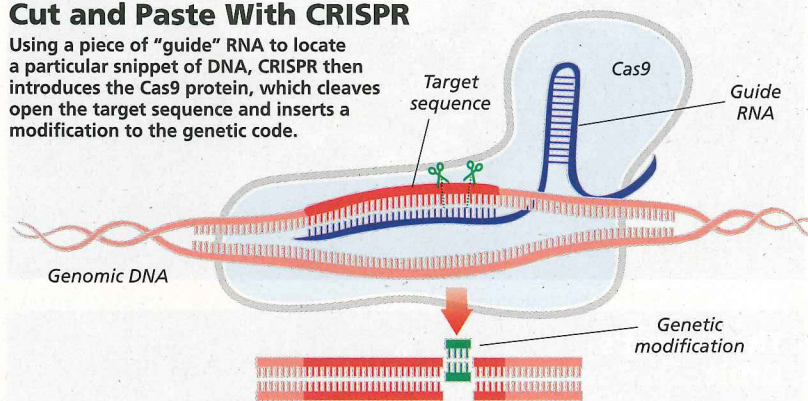 Cut and Paste With CRISPR
Using a piece of “guide” RNA to locate
a particular snippet of DNA, CRISPR then
introduces the Cas9 protein, which cleaves
open the target sequence and inserts a
modification to the genetic code.
Target
sequence
Cas9
Guide
RNA
Genomic DNA
Genetic
modification